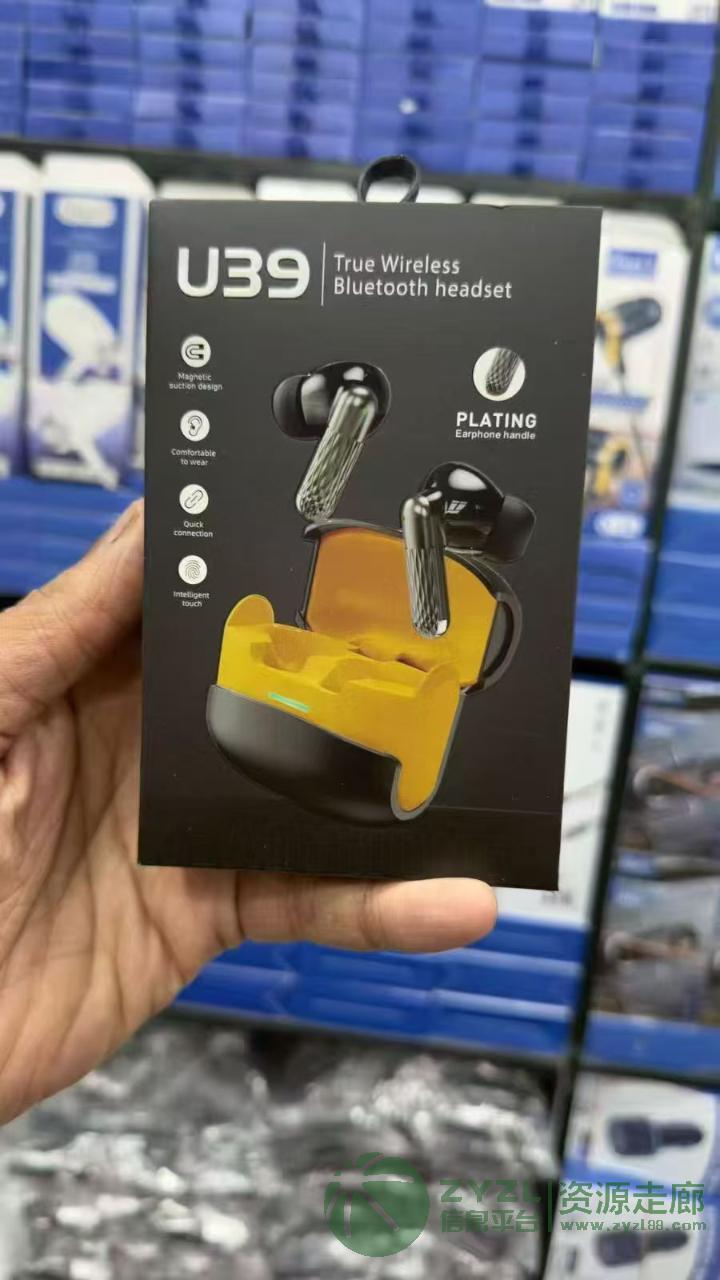 U39
True Wireless
Bluetooth headset
Magnetic
suction design
Comfortable
to wear
Quick
connection
Intelligent
touch
PLATING
Earphone handle
ZYZL
信息平台
资源走廊
www.zyzl88.com